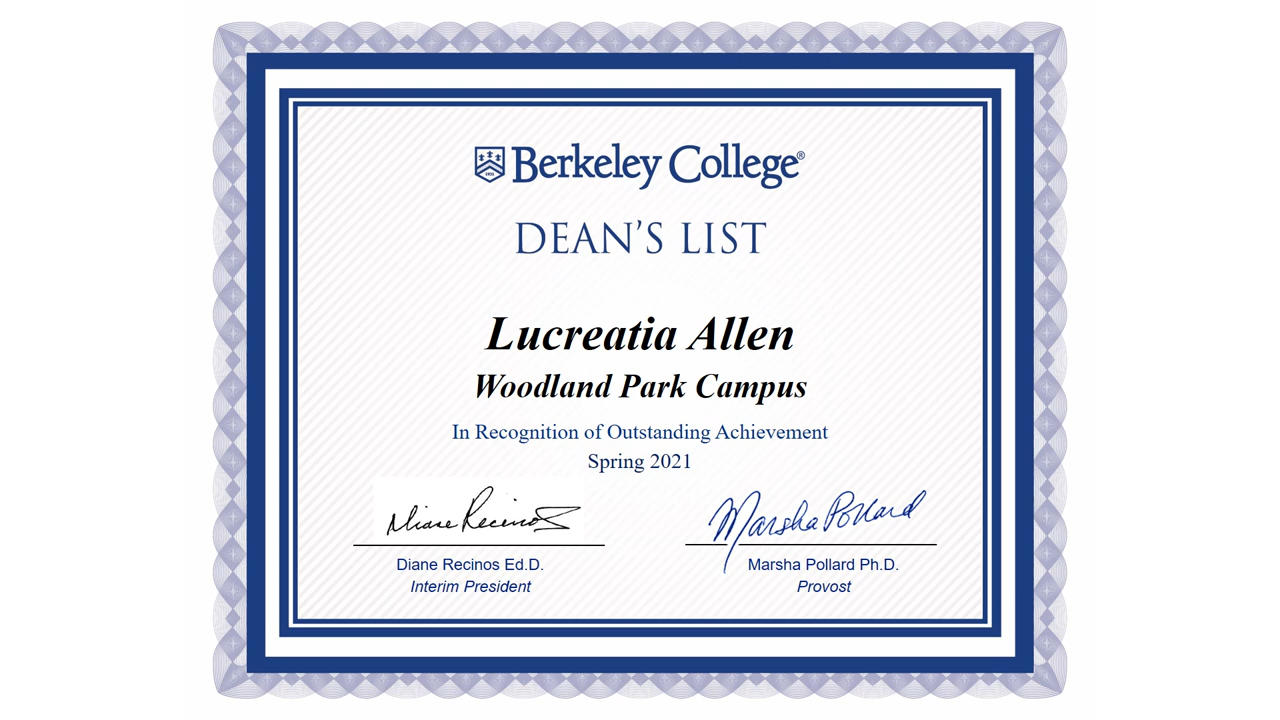 Berkeley College®
DEAN'S LIST
Lucreatia Allen
Woodland Park Campus
In Recognition of Outstanding Achievement
Spring 2021
Diane Recinos Marsha Pollard
Diane Recinos Ed.D. Marsha Pollard Ph.D.
Interim President Provost